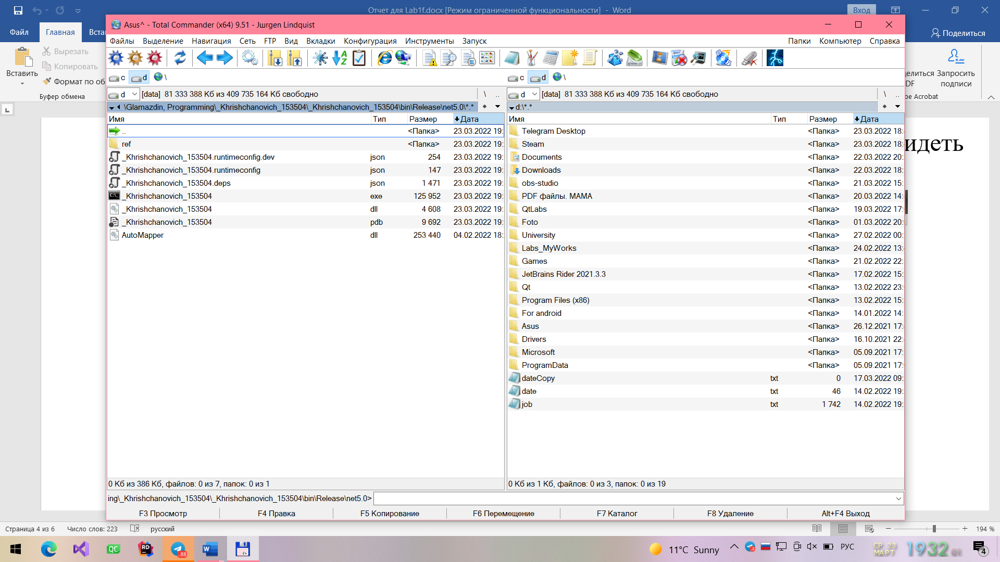 Отчет для Lab1f.docx [Режим ограниченной функциональности] - Word
Вход
Файл
Главная
Вста
Поделиться
Asus^ - Total Commander (x64) 9.51 - Jшrgen Lindquist
Файлы Выделение Навигация Сеть FTP Вид Вкладки Конфигурация Инструменты Запуск
Папки Компьютер Справка
Вставить
Вырезать
Копировать
Формат по об
Буфер обмена
елиться
DF
Запросить
подписи
be Acrobat
c d \
c d \
d [data] 81 333 388 Кб из 409 735 164 Кб свободно \ ..
d [data] 81 333 388 Кб из 409 735 164 Кб свободно \ ..
\Glamazdin, Programming\_Khrishchanovich_153504\_Khrishchanovich_153504\bin\Release\net5.0\*.* *
d:\*.* *
Имя Тип Размер Дата
.. <Папка> 23.03.2022 19:
ref <Папка> 23.03.2022 19:
_Khrishchanovich_153504.runtimeconfig.dev json 254 23.03.2022 19:
_Khrishchanovich_153504.runtimeconfig json 147 23.03.2022 19:
_Khrishchanovich_153504.deps json 1 471 23.03.2022 19:
_Khrishchanovich_153504 exe 125 952 23.03.2022 19:
_Khrishchanovich_153504 dll 4 608 23.03.2022 19:
_Khrishchanovich_153504 pdb 9 692 23.03.2022 19:
AutoMapper dll 253 440 04.02.2022 18:
Имя Тип Размер Дата
Telegram Desktop <Папка> 23.03.2022 18:
Steam <Папка> 23.03.2022 18:
Documents <Папка> 22.03.2022 20:
Downloads <Папка> 22.03.2022 18:
obs-studio <Папка> 21.03.2022 15:
PDF файлы. МАМА <Папка> 20.03.2022 14:
QtLabs <Папка> 19.03.2022 17:
Foto <Папка> 01.03.2022 20:
University <Папка> 27.02.2022 00:
Labs_MyWorks <Папка> 24.02.2022 13:
Games <Папка> 21.02.2022 22:
JetBrains Rider 2021.3.3 <Папка> 17.02.2022 15:
Qt <Папка> 13.02.2022 23:
Program Files (x86) <Папка> 13.02.2022 15:
For android <Папка> 14.01.2022 14:
Asus <Папка> 26.12.2021 17:
Drivers <Папка> 16.10.2021 22:
Microsoft <Папка> 05.09.2021 17:
ProgramData <Папка> 05.09.2021 17:
dateCopy txt 0 17.03.2022 09:
date txt 46 14.02.2022 19:
job txt 1 742 14.02.2022 19:
идеть
0 Кб из 386 Кб, файлов: 0 из 7, папок: 0 из 1
0 Кб из 1 Кб, файлов: 0 из 3, папок: 0 из 19
ing\_Khrishchanovich_153504\_Khrishchanovich_153504\bin\Release\net5.0>
F3 Просмотр F4 Правка F5 Копирование F6 Перемещение F7 Каталог F8 Удаление Alt+F4 Выход
Страница 4 из 6 Число слов: 223 русский 194 %
QC RD 88 W 64
11°C Sunny РУС
СР, 23
МАРТ
19 32 01
4